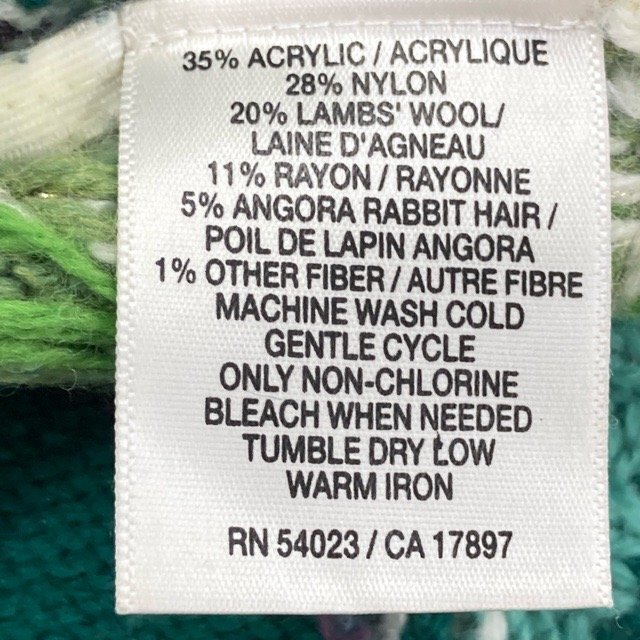 35% ACRYLIC / ACRYLIQUE
28% NYLON
20% LAMBS' WOOL/
LAINE D'AGNEAU
11% RAYON / RAYONNE
5% ANGORA RABBIT HAIR /
POIL DE LAPIN ANGORA
1% OTHER FIBER / AUTRE FIBRE
MACHINE WASH COLD
GENTLE CYCLE
ONLY NON-CHLORINE
BLEACH WHEN NEEDED
TUMBLE DRY LOW
WARM IRON
RN 54023 / CA 17897